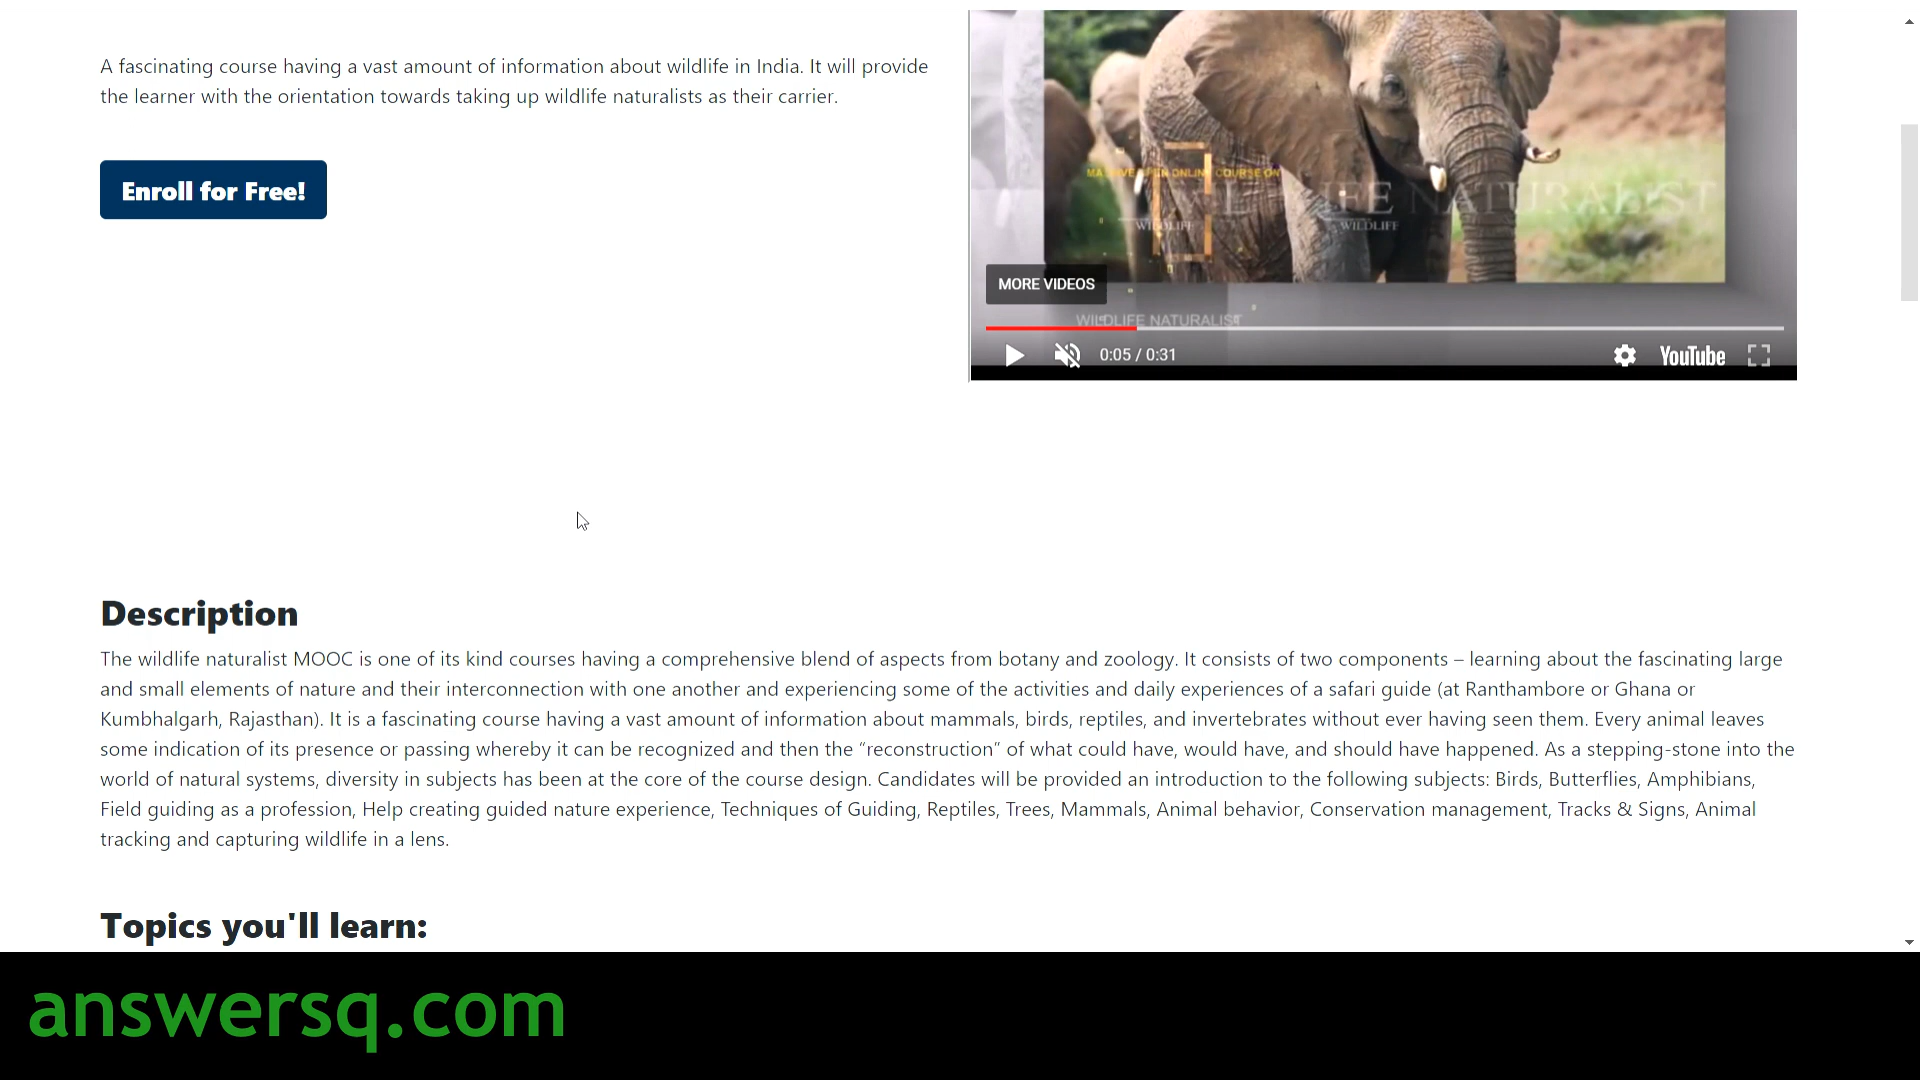 A fascinating course having a vast amount of information about wildlife in India. It will provide
the learner with the orientation towards taking up wildlife naturalists as their carrier.
Enroll for Free!
WILDLIFE NATURALIST
WILDLIFE
WILDLIFE
MORE VIDEOS
WILDLIFE NATURALIST
0:05 / 0:31
YouTube
Description
The wildlife naturalist MOOC is one of its kind courses having a comprehensive blend of aspects from botany and zoology. It consists of two components – learning about the fascinating large
and small elements of nature and their interconnection with one another and experiencing some of the activities and daily experiences of a safari guide (at Ranthambore or Ghana or
Kumbhalgarh, Rajasthan). It is a fascinating course having a vast amount of information about mammals, birds, reptiles, and invertebrates without ever having seen them. Every animal leaves
some indication of its presence or passing whereby it can be recognized and then the “reconstruction” of what could have, would have, and should have happened. As a stepping-stone into the
world of natural systems, diversity in subjects has been at the core of the course design. Candidates will be provided an introduction to the following subjects: Birds, Butterflies, Amphibians,
Field guiding as a profession, Help creating guided nature experience, Techniques of Guiding, Reptiles, Trees, Mammals, Animal behavior, Conservation management, Tracks & Signs, Animal
tracking and capturing wildlife in a lens.
Topics you'll learn:
answersq.com